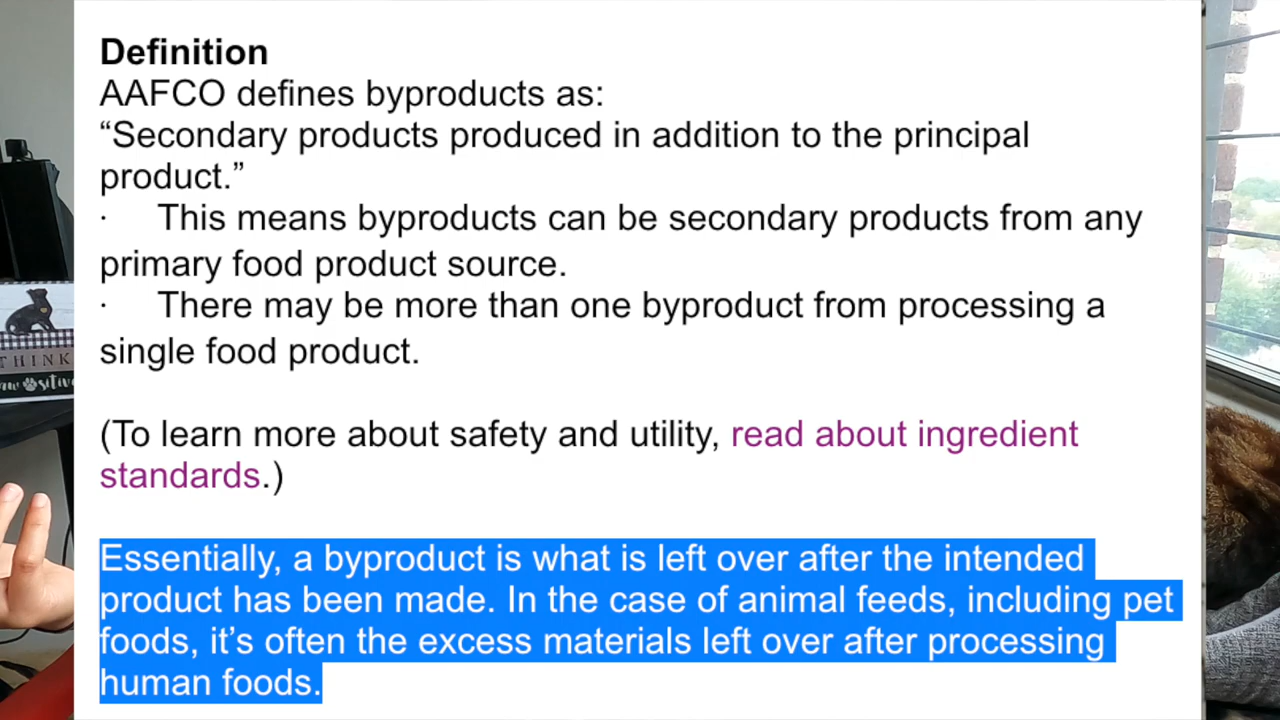 Definition
AAFCO defines byproducts as:
“Secondary products produced in addition to the principal
product.”
· This means byproducts can be secondary products from any
primary food product source.
· There may be more than one byproduct from processing a
single food product.
(To learn more about safety and utility, read about ingredient
standards.)
Essentially, a byproduct is what is left over after the intended
product has been made. In the case of animal feeds, including pet
foods, it’s often the excess materials left over after processing
human foods.
THINK